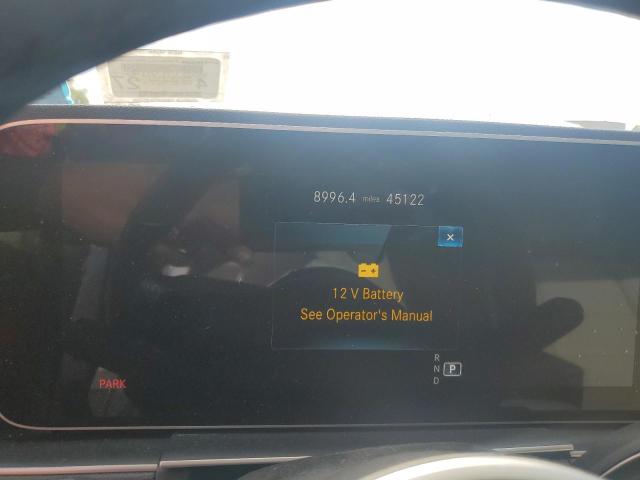 8996.4 miles 45122
12 V Battery
See Operator's Manual
R
N P
D
PARK